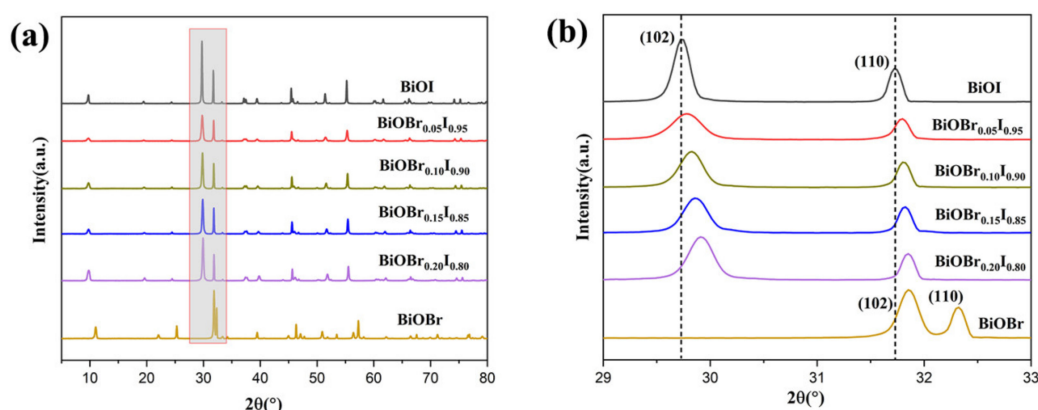 (a)
Intensity(a.u.)
BiOI
BiOBr0.05I0.95
BiOBr0.10I0.90
BiOBr0.15I0.85
BiOBr0.20I0.80
BiOBr
10 20 30 40 50 60 70 80
2θ(°)
(b)
Intensity(a.u.)
(102)
(110)
BiOI
BiOBr0.05I0.95
BiOBr0.10I0.90
BiOBr0.15I0.85
BiOBr0.20I0.80
(102) (110)
BiOBr
29 30 31 32 33
2θ(°)